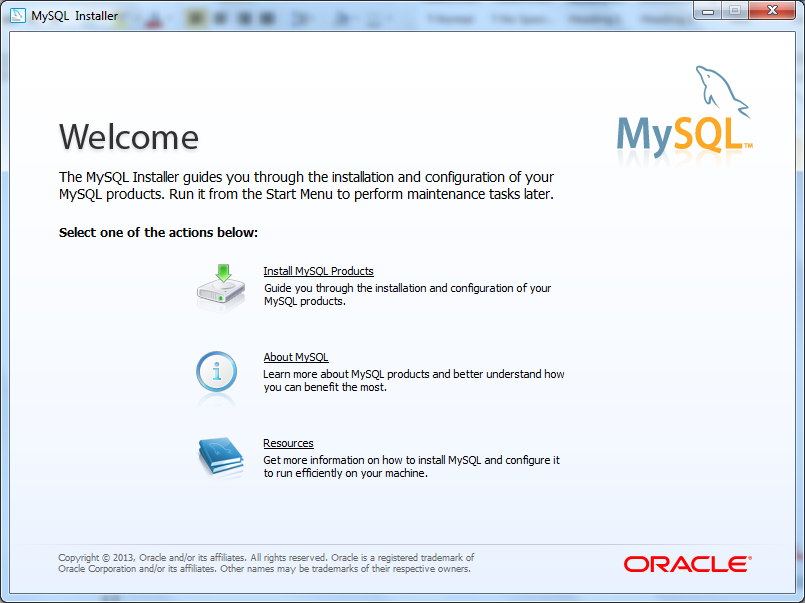 MySQL Installer
MySQL™
Welcome
The MySQL Installer guides you through the installation and configuration of your
MySQL products. Run it from the Start Menu to perform maintenance tasks later.
Select one of the actions below:
Install MySQL Products
Guide you through the installation and configuration of your
MySQL products.
About MySQL
Learn more about MySQL products and better understand how
you can benefit the most.
Resources
Get more information on how to install MySQL and configure it
to run efficiently on your machine.
Copyright © 2013, Oracle and/or its affiliates. All rights reserved. Oracle is a registered trademark of
Oracle Corporation and/or its affiliates. Other names may be trademarks of their respective owners.
ORACLE®